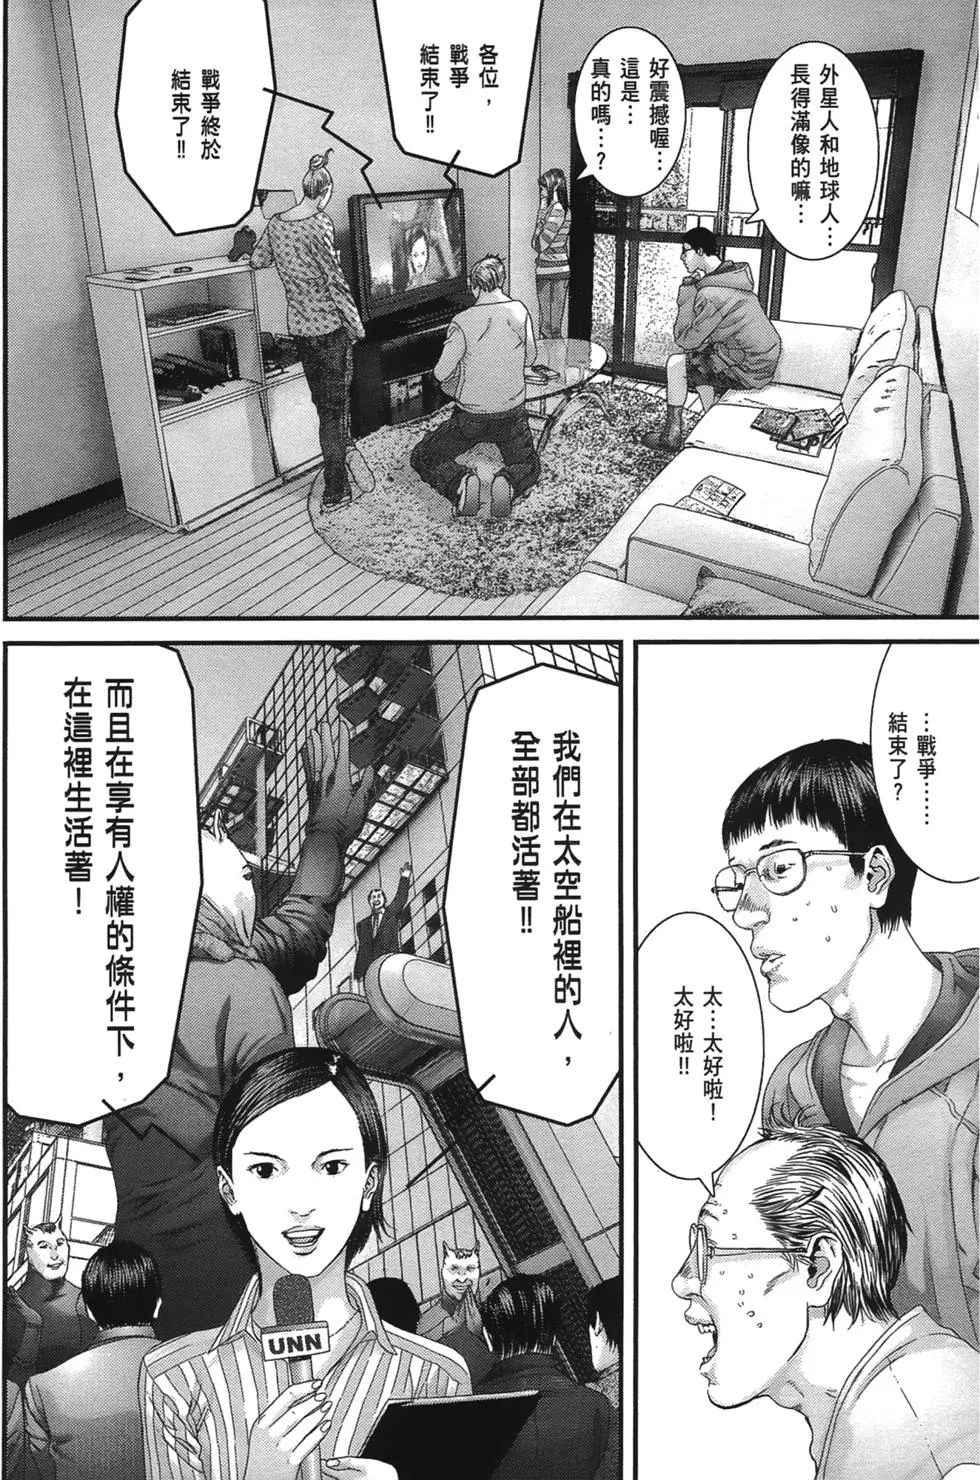 外星人和地球人…
長得滿像的嘛…
好震撼喔…
這是…
真的嗎…？
各位，
戰爭
結束了!!
戰爭終於
結束了!!
…戰爭……
結束了？
太…太好啦！
太好啦!!
我們在太空船裡的人，
全部都活著!!
而且在享有人權的條件下，
在這裡生活著！
UNN